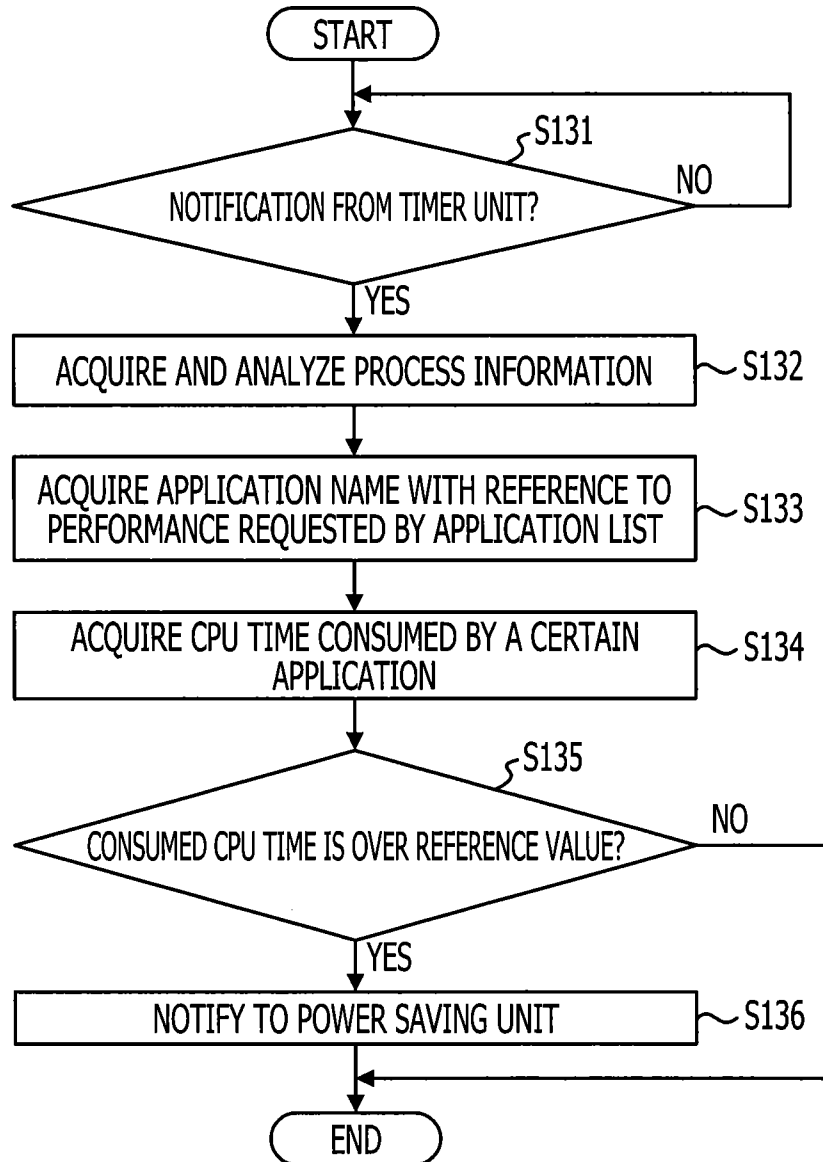 START
S131
NOTIFICATION FROM TIMER UNIT?
NO
YES
ACQUIRE AND ANALYZE PROCESS INFORMATION
S132
ACQUIRE APPLICATION NAME WITH REFERENCE TO
PERFORMANCE REQUESTED BY APPLICATION LIST
S133
ACQUIRE CPU TIME CONSUMED BY A CERTAIN
APPLICATION
S134
S135
CONSUMED CPU TIME IS OVER REFERENCE VALUE?
NO
YES
NOTIFY TO POWER SAVING UNIT
S136
END